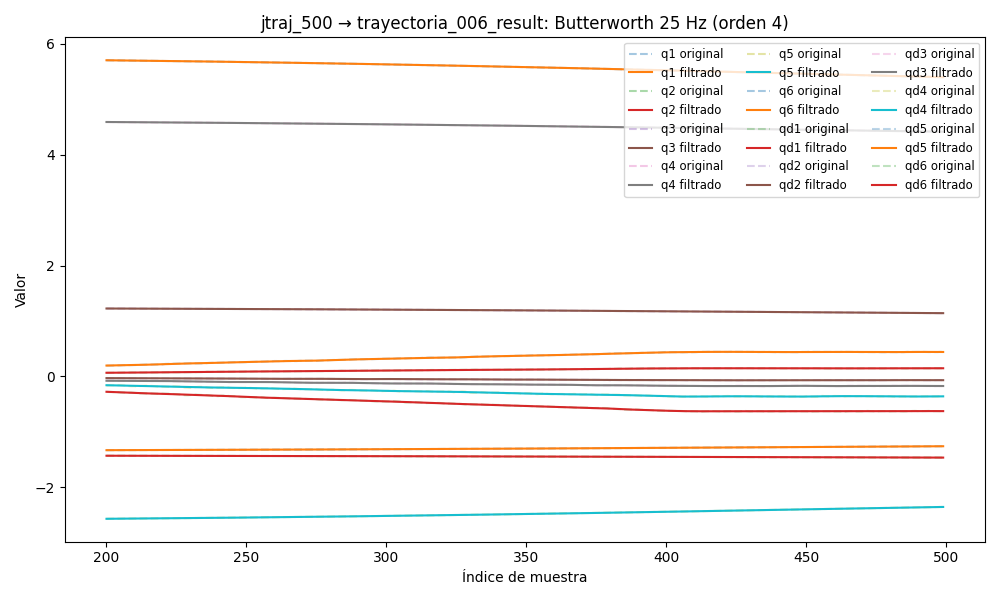 jtraj_500 → trayectoria_006_result: Butterworth 25 Hz (orden 4)
q1 original
q1 filtrado
q2 original
q2 filtrado
q3 original
q3 filtrado
q4 original
q4 filtrado
q5 original
q5 filtrado
q6 original
q6 filtrado
qd1 original
qd1 filtrado
qd2 original
qd2 filtrado
qd3 original
qd3 filtrado
qd4 original
qd4 filtrado
qd5 original
qd5 filtrado
qd6 original
qd6 filtrado
Valor
6
4
2
0
−2
200
250
300
350
400
450
500
Índice de muestra